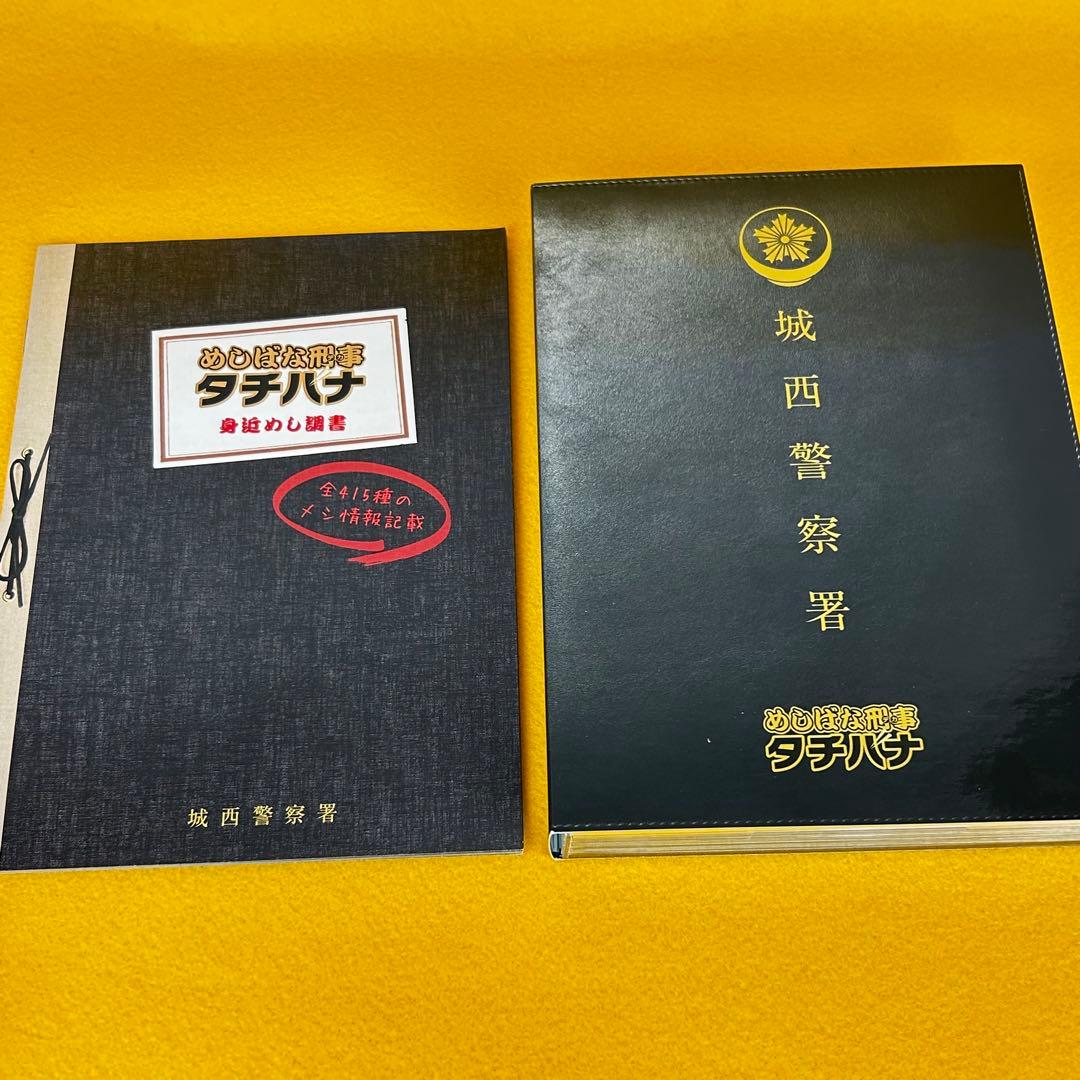 めしばな刑事
タチバナ
身近めし調書
全415種の
メシ情報記載
城西警察署
城西警察署
めしばな刑事
タチバナ